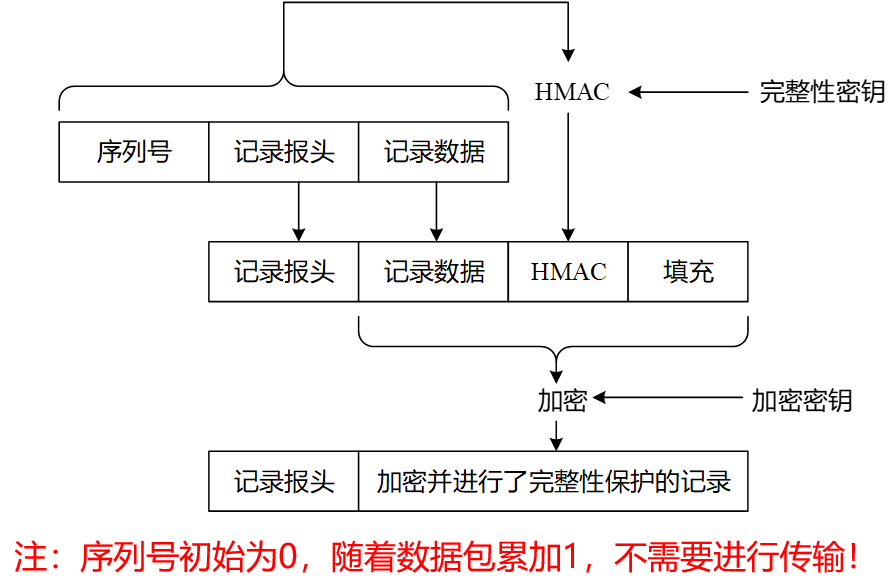 HMAC
完整性密钥
序列号 记录报头 记录数据
记录报头 记录数据 HMAC 填充
加密
加密密钥
记录报头 加密并进行了完整性保护的记录
注：序列号初始为0，随着数据包累加1，不需要进行传输！